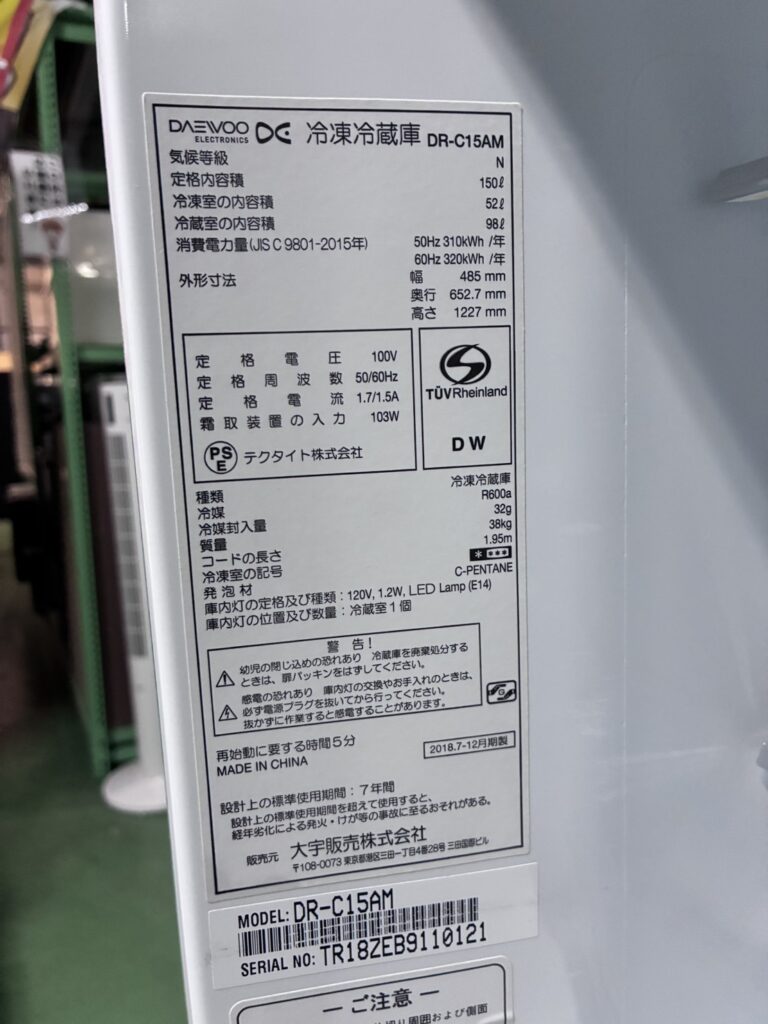 DAEWOO ELECTRONICS DE 冷凍冷蔵庫 DR-C15AM
気候等級 N
定格内容積 150ℓ
冷凍室の内容積 52ℓ
冷蔵室の内容積 98ℓ
消費電力量(JIS C 9801-2015年) 50Hz 310kWh /年
60Hz 320kWh /年
外形寸法 幅 485 mm
奥行 652.7 mm
高さ 1227 mm
定格電圧 100V
定格周波数 50/60Hz
定格電流 1.7/1.5A
霜取装置の入力 103W
PSE テクタイト株式会社
TÜVRheinland
DW
種類 冷凍冷蔵庫
冷媒 R600a
冷媒封入量 32g
質量 38kg
コードの長さ 1.95m
冷凍室の記号 * ***
発泡材 C-PENTANE
庫内灯の定格及び種類：120V, 1.2W, LED Lamp (E14)
庫内灯の位置及び数量：冷蔵室1個
警告!
幼児の閉じ込めの恐れあり 冷蔵庫を廃棄処分する
ときは、扉パッキンをはずしてください。
感電の恐れあり 庫内灯の交換やお手入れのときは、
必ず電源プラグを抜いてから行ってください。
抜かずに作業すると感電することがあります。
再始動に要する時間5分
MADE IN CHINA
2018.7-12月期製
設計上の標準使用期間：7年間
設計上の標準使用期間を超えて使用すると、
経年劣化による発火・けが等の事故に至るおそれがある。
販売元 大宇販売株式会社
〒108-0073 東京都港区三田一丁目4番28号 三田国際ビル
MODEL: DR-C15AM
SERIAL NO: TR18ZEB9110121
ーご注意ー
周囲および側面